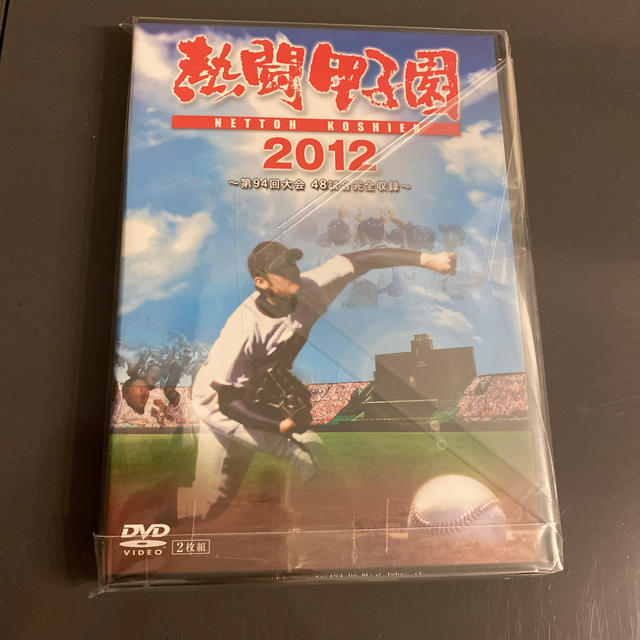 熱闘甲子園
NETTOH KOSHIEN
2012
～第94回大会 48試合完全収録～
DVD
VIDEO
2枚組